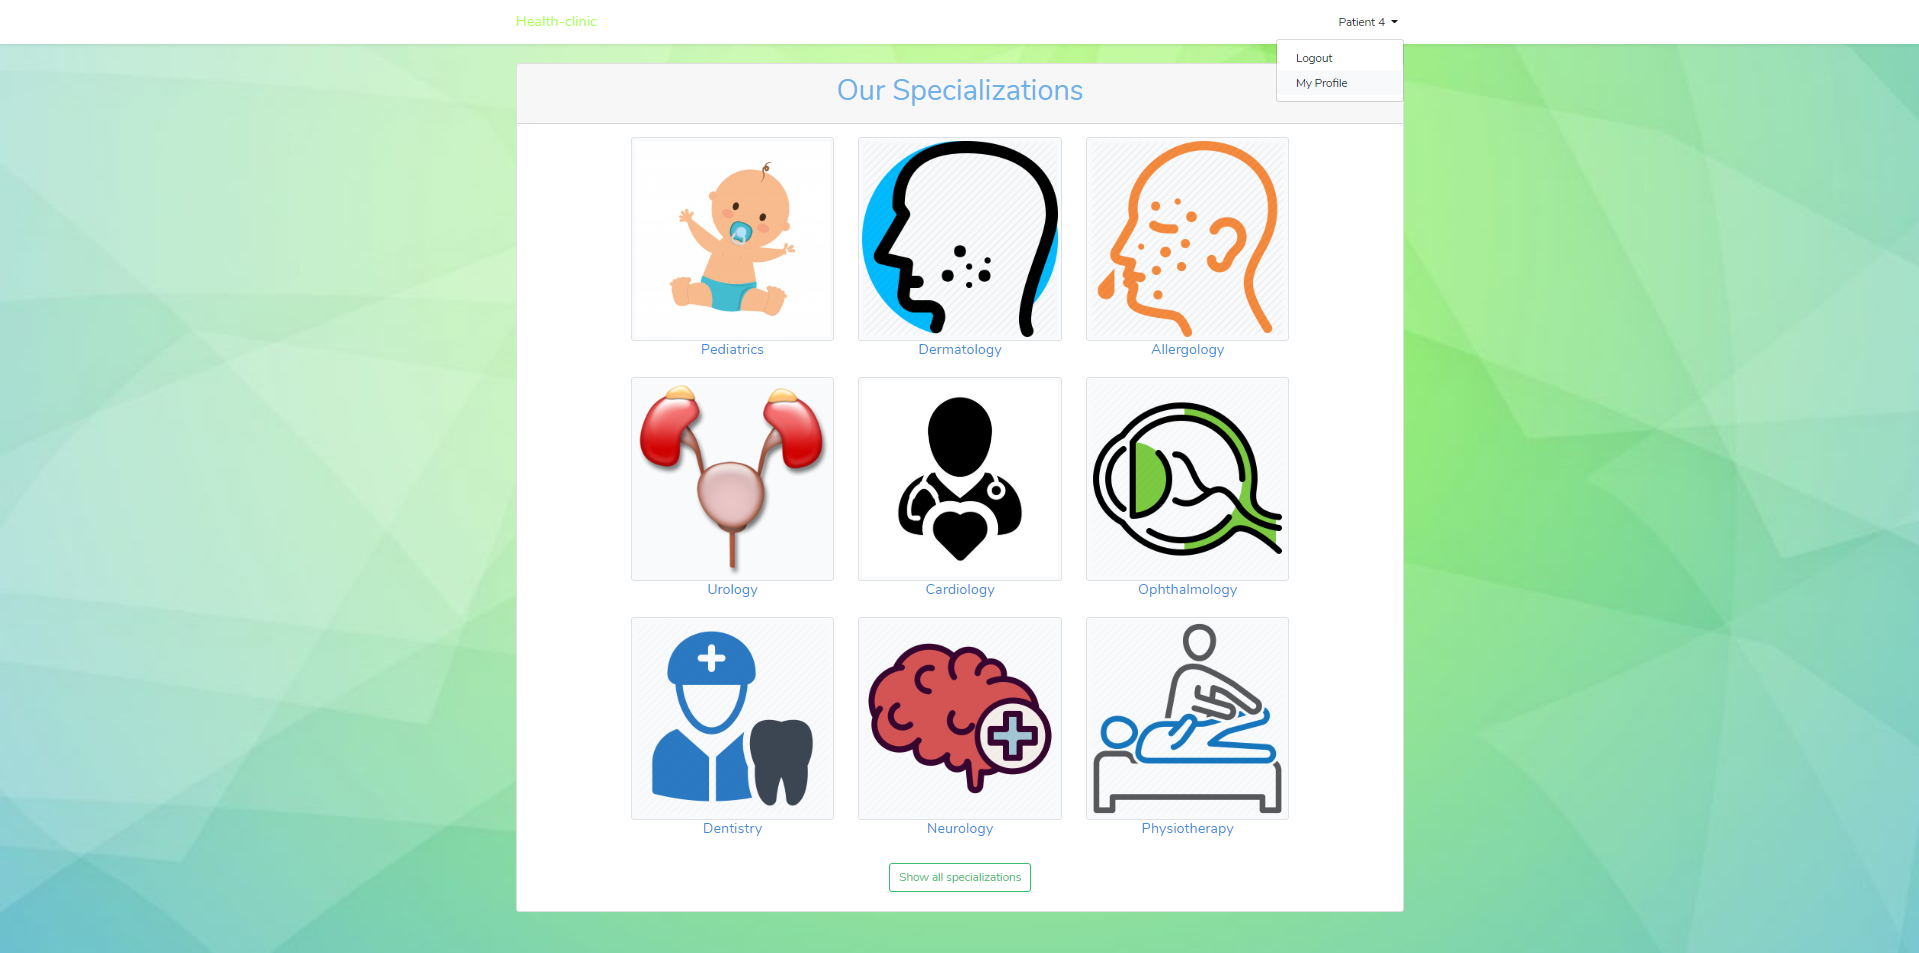 Health-clinic
Patient 4
Logout
My Profile
Our Specializations
Pediatrics
Dermatology
Allergology
Urology
Cardiology
Ophthalmology
Dentistry
Neurology
Physiotherapy
Show all specializations